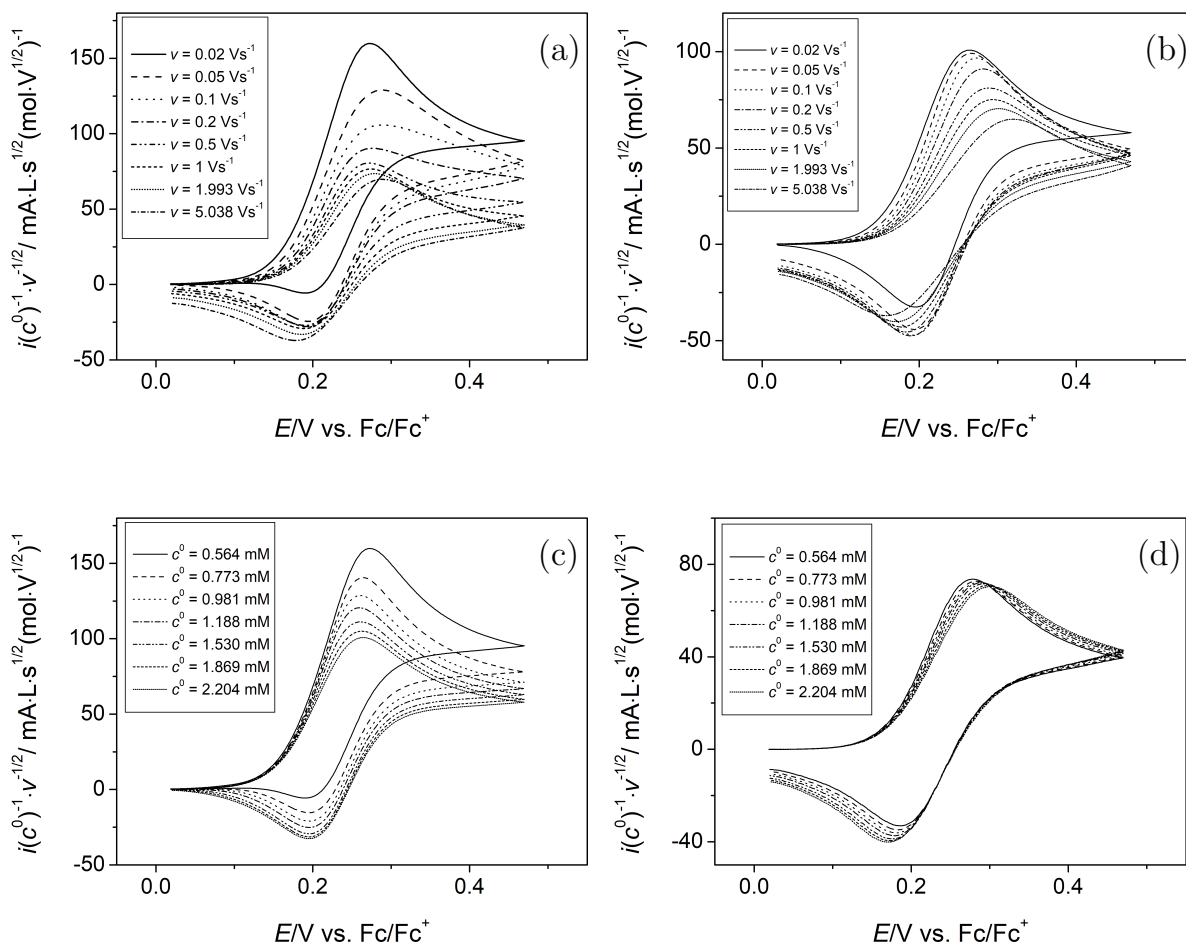 (a)
v = 0.02 Vs⁻¹
v = 0.05 Vs⁻¹
v = 0.1 Vs⁻¹
v = 0.2 Vs⁻¹
v = 0.5 Vs⁻¹
v = 1 Vs⁻¹
v = 1.993 Vs⁻¹
v = 5.038 Vs⁻¹
150
100
50
0
-50
i(c⁰)⁻¹·v⁻¹/²/ mA·L·s¹/²(mol·V¹/²)⁻¹
0.0 0.2 0.4
E/V vs. Fc/Fc⁺
(b)
v = 0.02 Vs⁻¹
v = 0.05 Vs⁻¹
v = 0.1 Vs⁻¹
v = 0.2 Vs⁻¹
v = 0.5 Vs⁻¹
v = 1 Vs⁻¹
v = 1.993 Vs⁻¹
v = 5.038 Vs⁻¹
100
50
0
-50
i(c⁰)⁻¹·v⁻¹/²/ mA·L·s¹/²(mol·V¹/²)⁻¹
0.0 0.2 0.4
E/V vs. Fc/Fc⁺
(c)
c⁰ = 0.564 mM
c⁰ = 0.773 mM
c⁰ = 0.981 mM
c⁰ = 1.188 mM
c⁰ = 1.530 mM
c⁰ = 1.869 mM
c⁰ = 2.204 mM
150
100
50
0
-50
i(c⁰)⁻¹·v⁻¹/²/ mA·L·s¹/²(mol·V¹/²)⁻¹
0.0 0.2 0.4
E/V vs. Fc/Fc⁺
(d)
c⁰ = 0.564 mM
c⁰ = 0.773 mM
c⁰ = 0.981 mM
c⁰ = 1.188 mM
c⁰ = 1.530 mM
c⁰ = 1.869 mM
c⁰ = 2.204 mM
80
40
0
-40
i(c⁰)⁻¹·v⁻¹/²/ mA·L·s¹/²(mol·V¹/²)⁻¹
0.0 0.2 0.4
E/V vs. Fc/Fc⁺